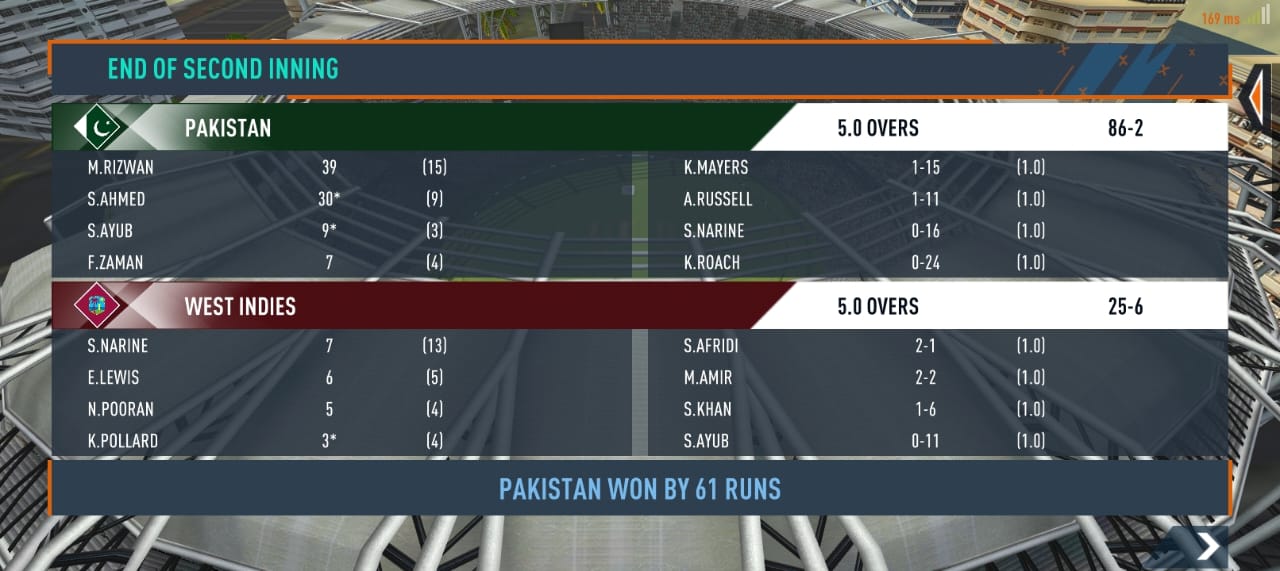 169 ms
END OF SECOND INNING
PAKISTAN 5.0 OVERS 86-2
M.RIZWAN 39 (15) K.MAYERS 1-15 (1.0)
S.AHMED 30* (9) A.RUSSELL 1-11 (1.0)
S.AYUB 9* (3) S.NARINE 0-16 (1.0)
F.ZAMAN 7 (4) K.ROACH 0-24 (1.0)
WEST INDIES 5.0 OVERS 25-6
S.NARINE 7 (13) S.AFRIDI 2-1 (1.0)
E.LEWIS 6 (5) M.AMIR 2-2 (1.0)
N.POORAN 5 (4) S.KHAN 1-6 (1.0)
K.POLLARD 3* (4) S.AYUB 0-11 (1.0)
PAKISTAN WON BY 61 RUNS